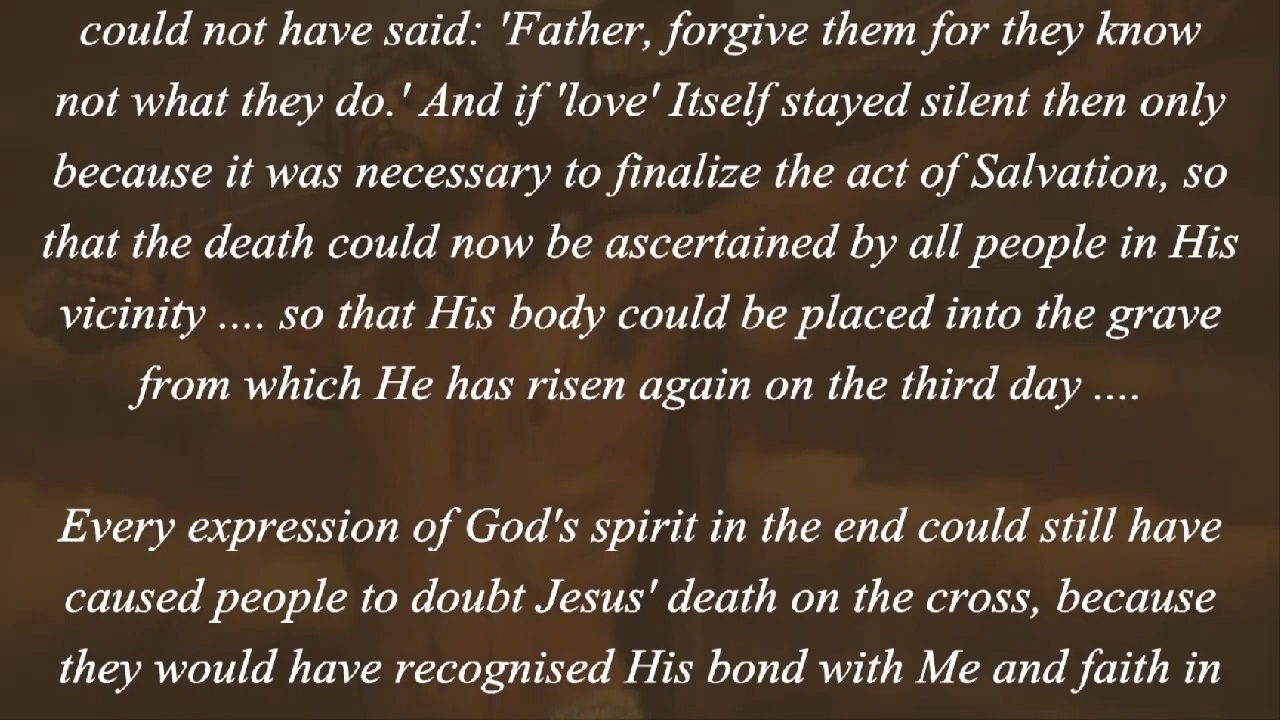 could not have said: 'Father, forgive them for they know
not what they do.' And if 'love' Itself stayed silent then only
because it was necessary to finalize the act of Salvation, so
that the death could now be ascertained by all people in His
vicinity .... so that His body could be placed into the grave
from which He has risen again on the third day ....
Every expression of God's spirit in the end could still have
caused people to doubt Jesus' death on the cross, because
they would have recognised His bond with Me and faith in